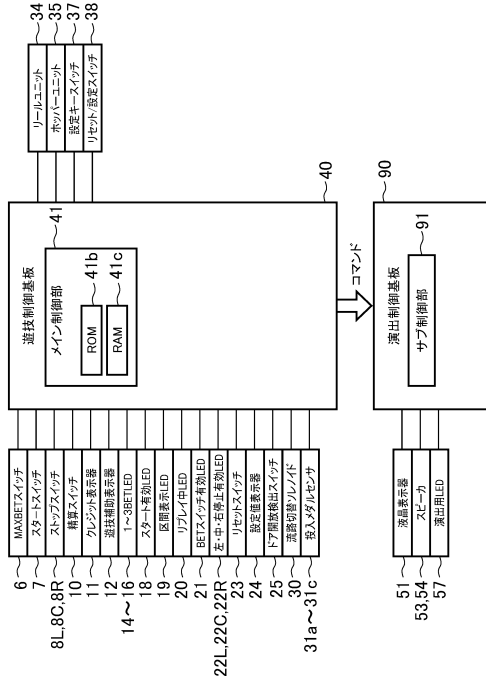 リールユニット 34
ホッパーユニット 35
設定キースイッチ 37
リセット/設定スイッチ 38
遊技制御基板 40
メイン制御部 41
ROM 41b
RAM 41c
6 MAXBETスイッチ
7 スタートスイッチ
8L,8C,8R ストップスイッチ
10 精算スイッチ
11 クレジット表示器
12 遊技補助表示器
14～16 1～3BETLED
18 スタート有効LED
19 区間表示LED
20 リプレイ中LED
21 BETスイッチ有効LED
22L,22C,22R 左・中・右停止有効LED
23 リセットスイッチ
24 設定値表示器
25 ドア開放検出スイッチ
30 流路切替ソレノイド
31a～31c 投入メダルセンサ
コマンド
演出制御基板 90
サブ制御部 91
51 液晶表示器
53,54 スピーカ
57 演出用LED